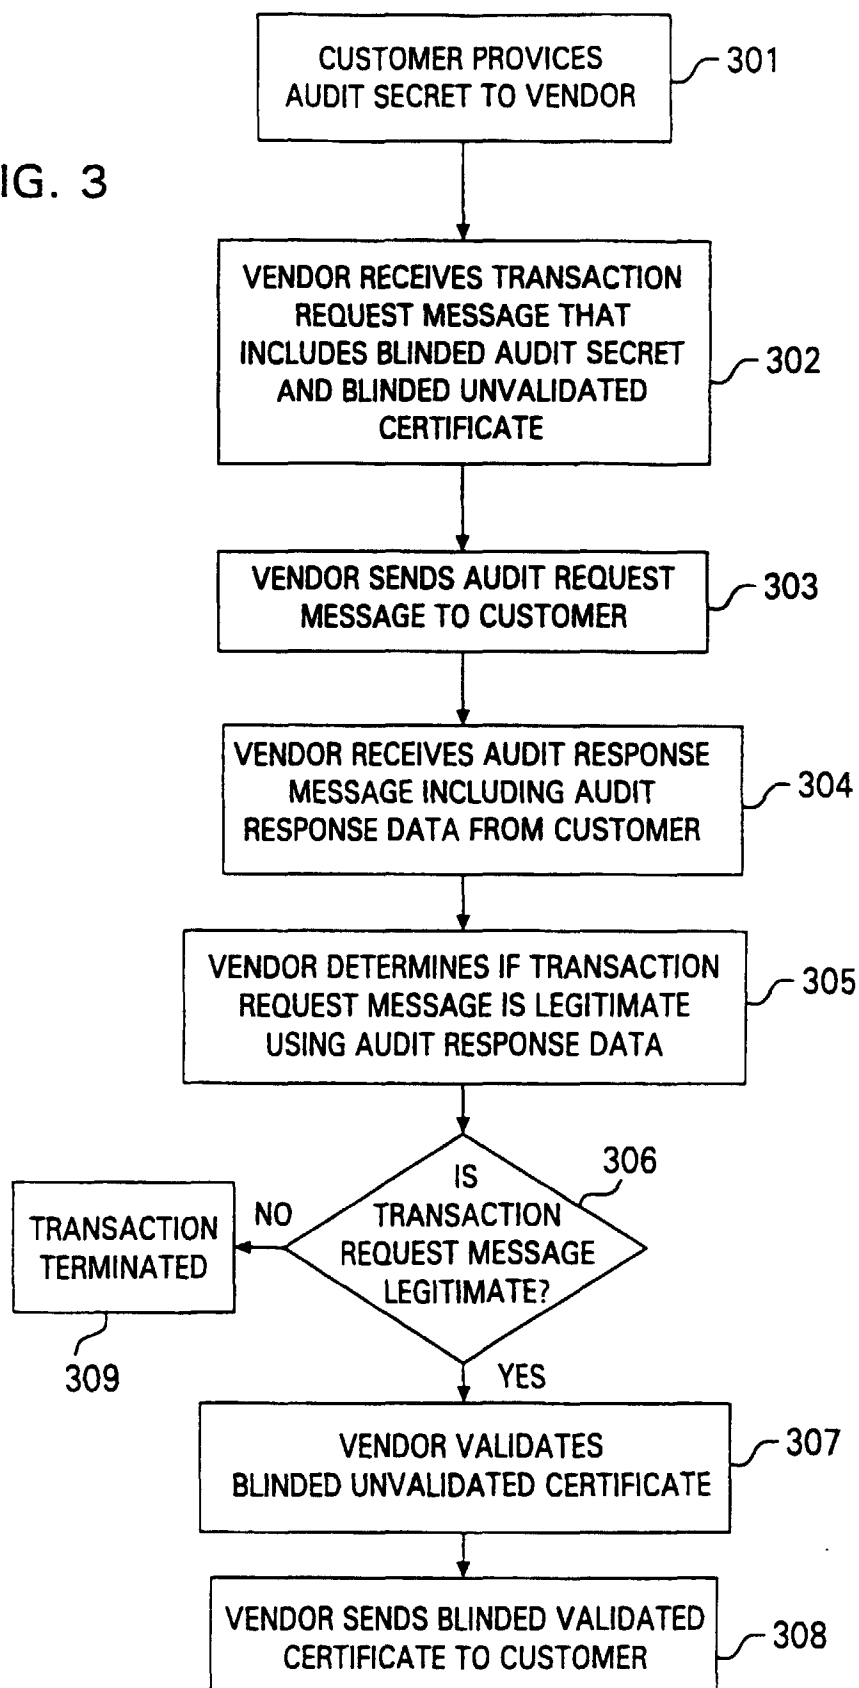 CUSTOMER PROVICES
AUDIT SECRET TO VENDOR
301
IG. 3
VENDOR RECEIVES TRANSACTION
REQUEST MESSAGE THAT
INCLUDES BLINDED AUDIT SECRET
AND BLINDED UNVALIDATED
CERTIFICATE
302
VENDOR SENDS AUDIT REQUEST
MESSAGE TO CUSTOMER
303
VENDOR RECEIVES AUDIT RESPONSE
MESSAGE INCLUDING AUDIT
RESPONSE DATA FROM CUSTOMER
304
VENDOR DETERMINES IF TRANSACTION
REQUEST MESSAGE IS LEGITIMATE
USING AUDIT RESPONSE DATA
305
IS
TRANSACTION
REQUEST MESSAGE
LEGITIMATE?
306
NO
TRANSACTION
TERMINATED
309
YES
VENDOR VALIDATES
BLINDED UNVALIDATED CERTIFICATE
307
VENDOR SENDS BLINDED VALIDATED
CERTIFICATE TO CUSTOMER
308